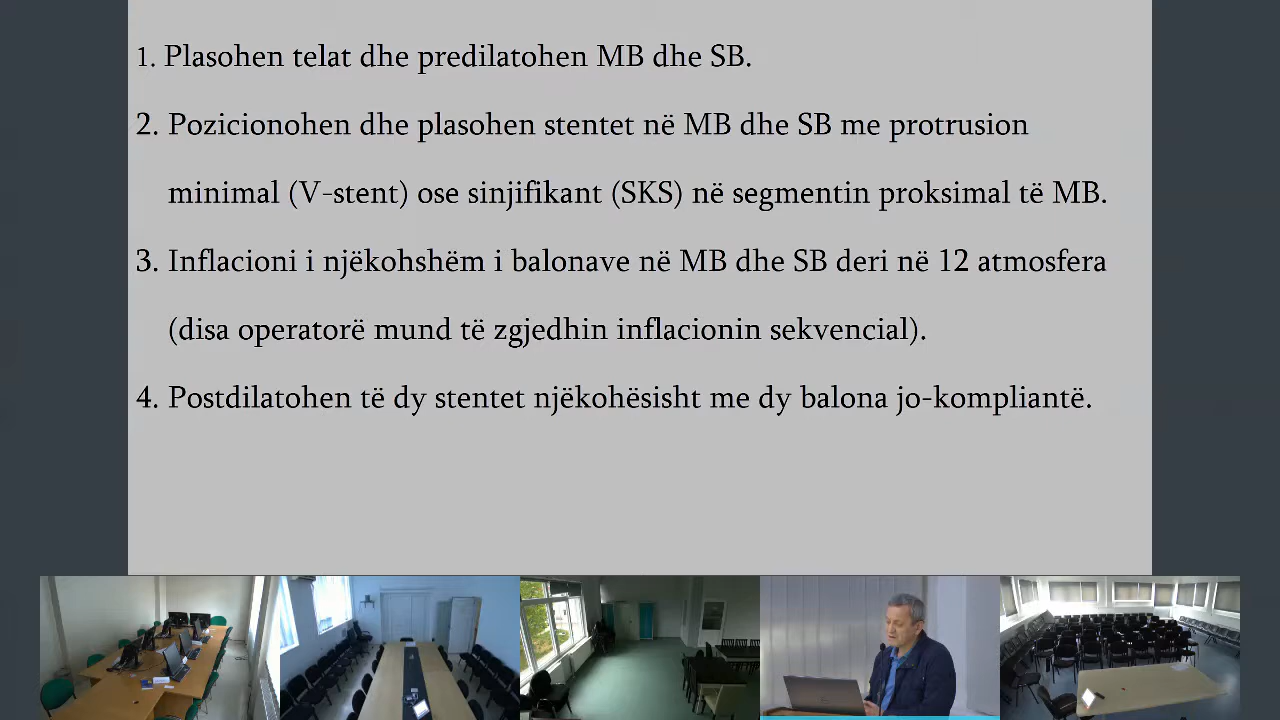 1. Plasohen telat dhe predilatohen MB dhe SB.
2. Pozicionohen dhe plasohen stentet në MB dhe SB me protrusion
minimal (V-stent) ose sinjifikant (SKS) në segmentin proksimal të MB.
3. Inflacioni i njëkohshëm i balonave në MB dhe SB deri në 12 atmosfera
(disa operatorë mund të zgjedhin inflacionin sekvencial).
4. Postdilatohen të dy stentet njëkohësisht me dy balona jo-kompliantë.